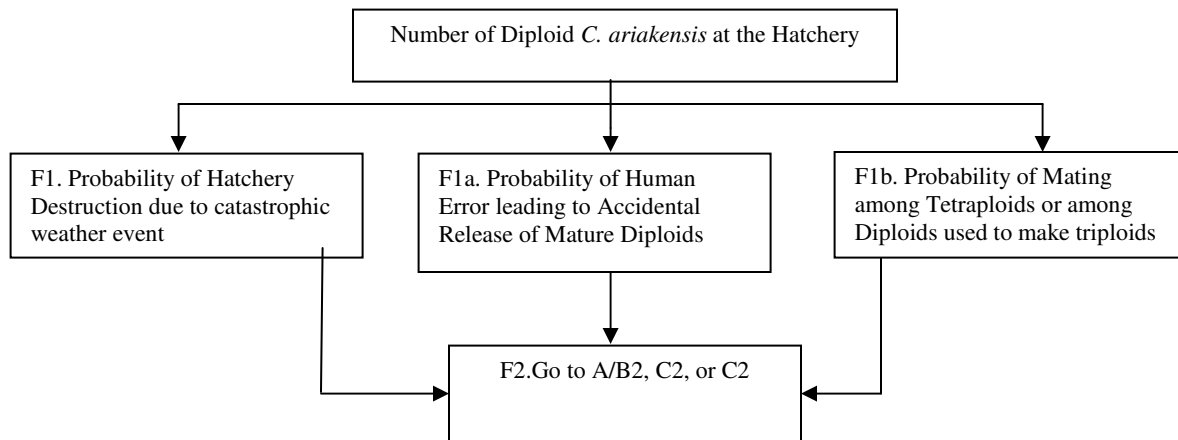 Number of Diploid C. ariakensis at the Hatchery
F1. Probability of Hatchery
Destruction due to catastrophic
weather event
F1a. Probability of Human
Error leading to Accidental
Release of Mature Diploids
F1b. Probability of Mating
among Tetraploids or among
Diploids used to make triploids
F2.Go to A/B2, C2, or C2